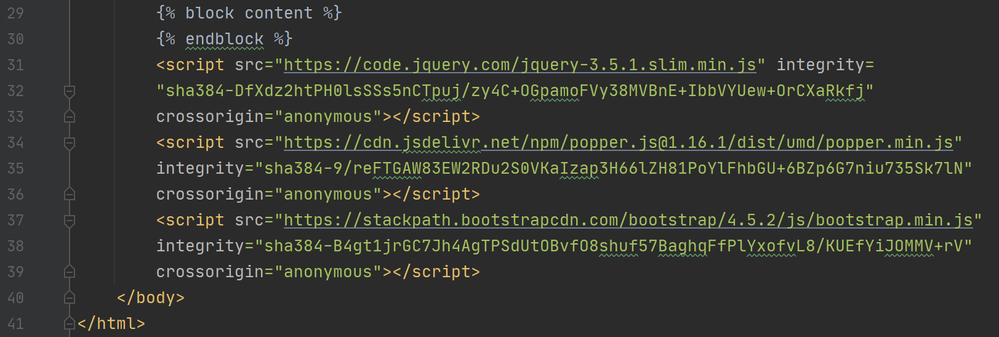 29 {% block content %}
30 {% endblock %}
31 <script src="https://code.jquery.com/jquery-3.5.1.slim.min.js" integrity=
32 "sha384-DfXdz2htPH0lsSSs5nCTpuj/zy4C+OGpamoFVy38MVBnE+IbbVYUew+OrCXaRkfj"
33 crossorigin="anonymous"></script>
34 <script src="https://cdn.jsdelivr.net/npm/popper.js@1.16.1/dist/umd/popper.min.js"
35 integrity="sha384-9/reFTGAW83EW2RDu2S0VKaIzap3H66lZH81PoYlFhbGU+6BZp6G7niu735Sk7lN"
36 crossorigin="anonymous"></script>
37 <script src="https://stackpath.bootstrapcdn.com/bootstrap/4.5.2/js/bootstrap.min.js"
38 integrity="sha384-B4gt1jrGC7Jh4AgTPSdUtOBvfO8shuf57BaghqFfPlYxofvL8/KUEfYiJOMMV+rV"
39 crossorigin="anonymous"></script>
40 </body>
41 </html>